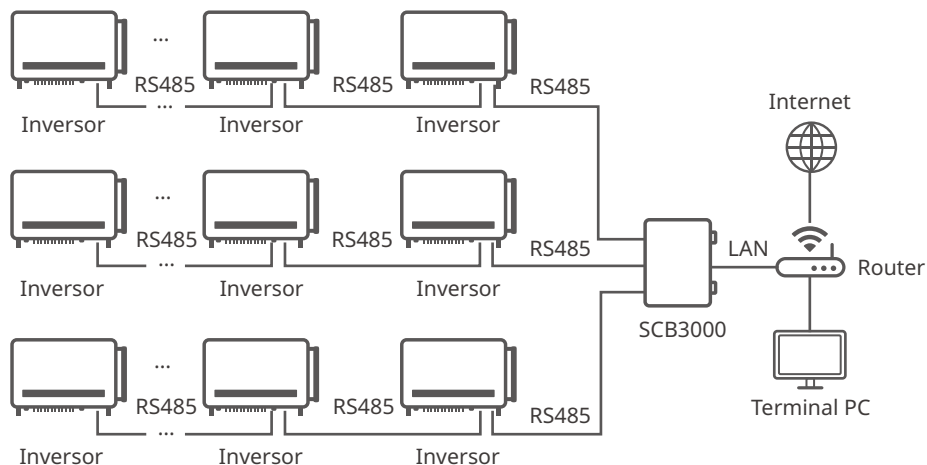 ...
RS485 RS485 RS485
...
Inversor Inversor Inversor
Internet
...
RS485 RS485 RS485
...
Inversor Inversor Inversor
LAN
Router
SCB3000
...
RS485 RS485 RS485
...
Inversor Inversor Inversor
Terminal PC